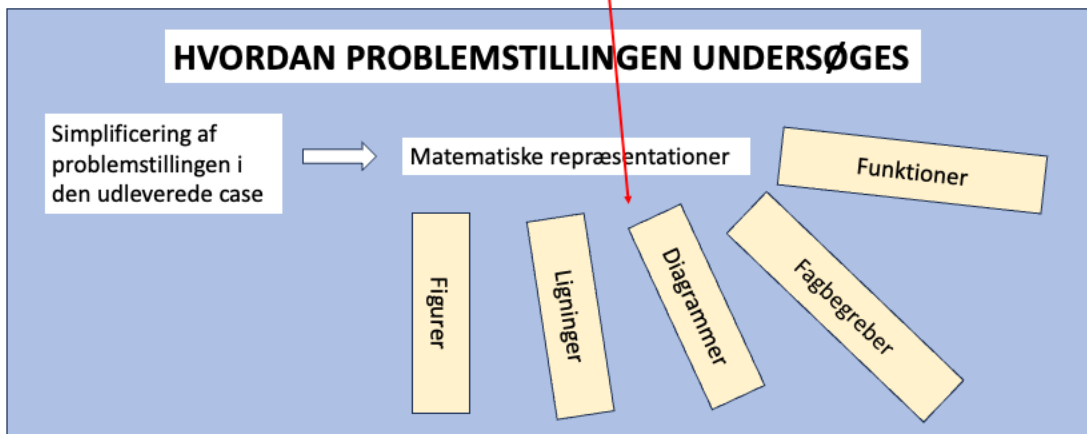 HVORDAN PROBLEMSTILLINGEN UNDERSØGES
Simplificering af
problemstillingen i
den udleverede case
Matematiske repræsentationer
Figurer
Ligninger
Diagrammer
Fagbegreber
Funktioner